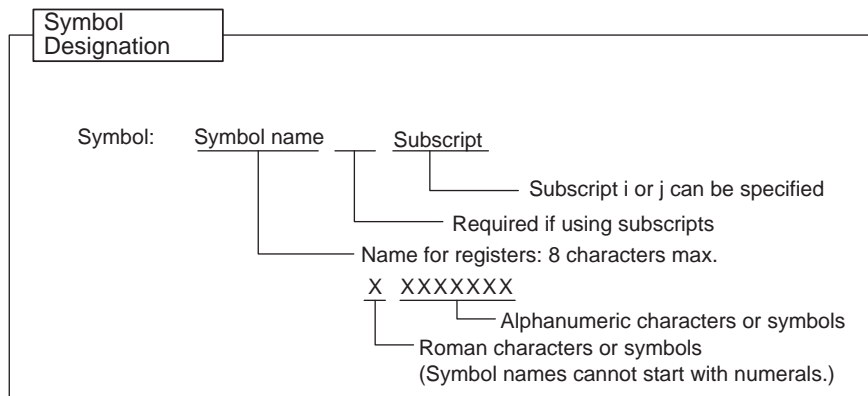 Symbol
Designation
Symbol: Symbol name Subscript
Subscript i or j can be specified
Required if using subscripts
Name for registers: 8 characters max.
X XXXXXXX
Alphanumeric characters or symbols
Roman characters or symbols
(Symbol names cannot start with numerals.)